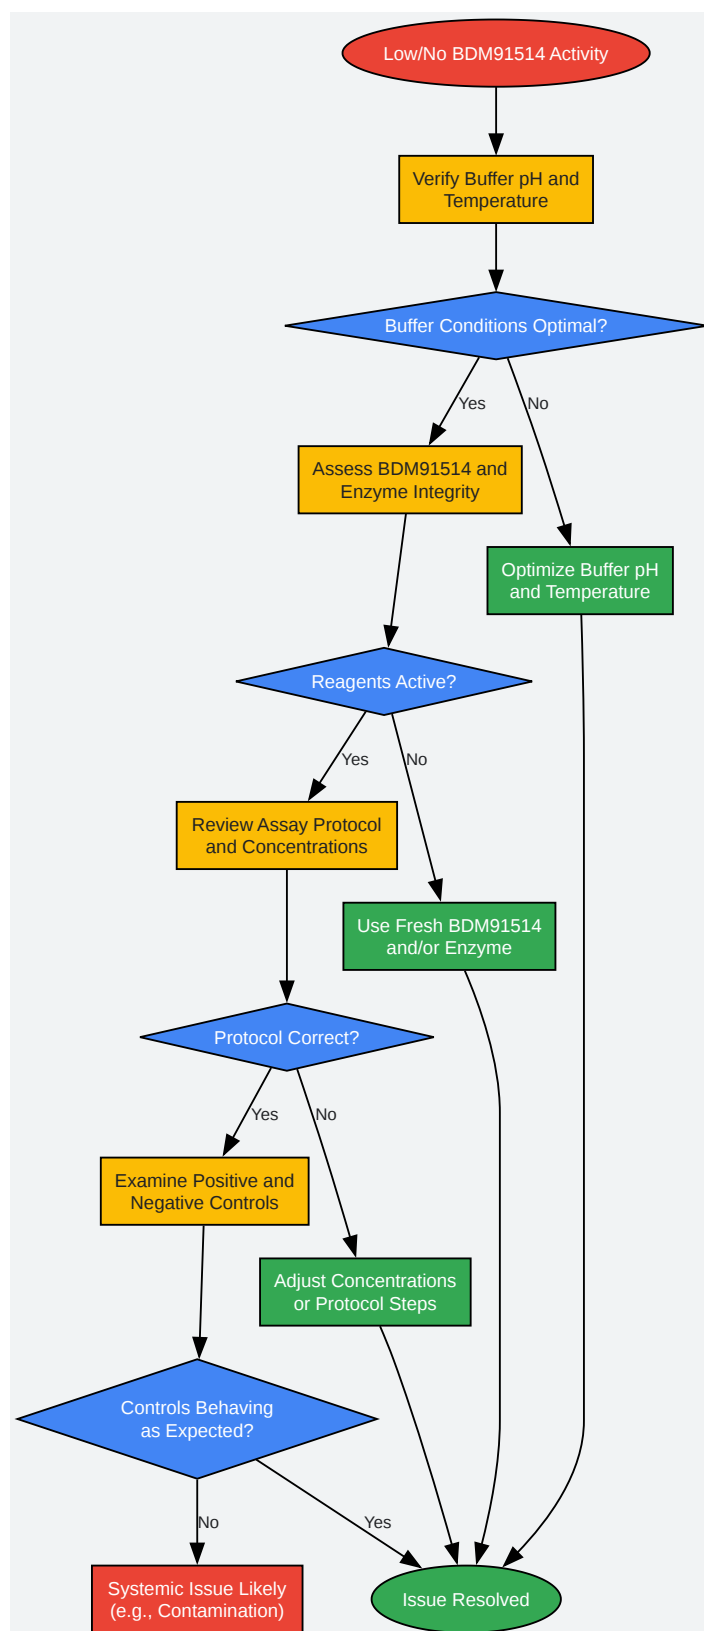 Low/No BDM91514 Activity
Verify Buffer pH and
Temperature
Buffer Conditions Optimal?
Yes
No
Assess BDM91514 and
Enzyme Integrity
Optimize Buffer pH
and Temperature
Reagents Active?
Yes
No
Review Assay Protocol
and Concentrations
Use Fresh BDM91514
and/or Enzyme
Protocol Correct?
Yes
No
Examine Positive and
Negative Controls
Adjust Concentrations
or Protocol Steps
Controls Behaving
as Expected?
No
Yes
Systemic Issue Likely
(e.g., Contamination)
Issue Resolved